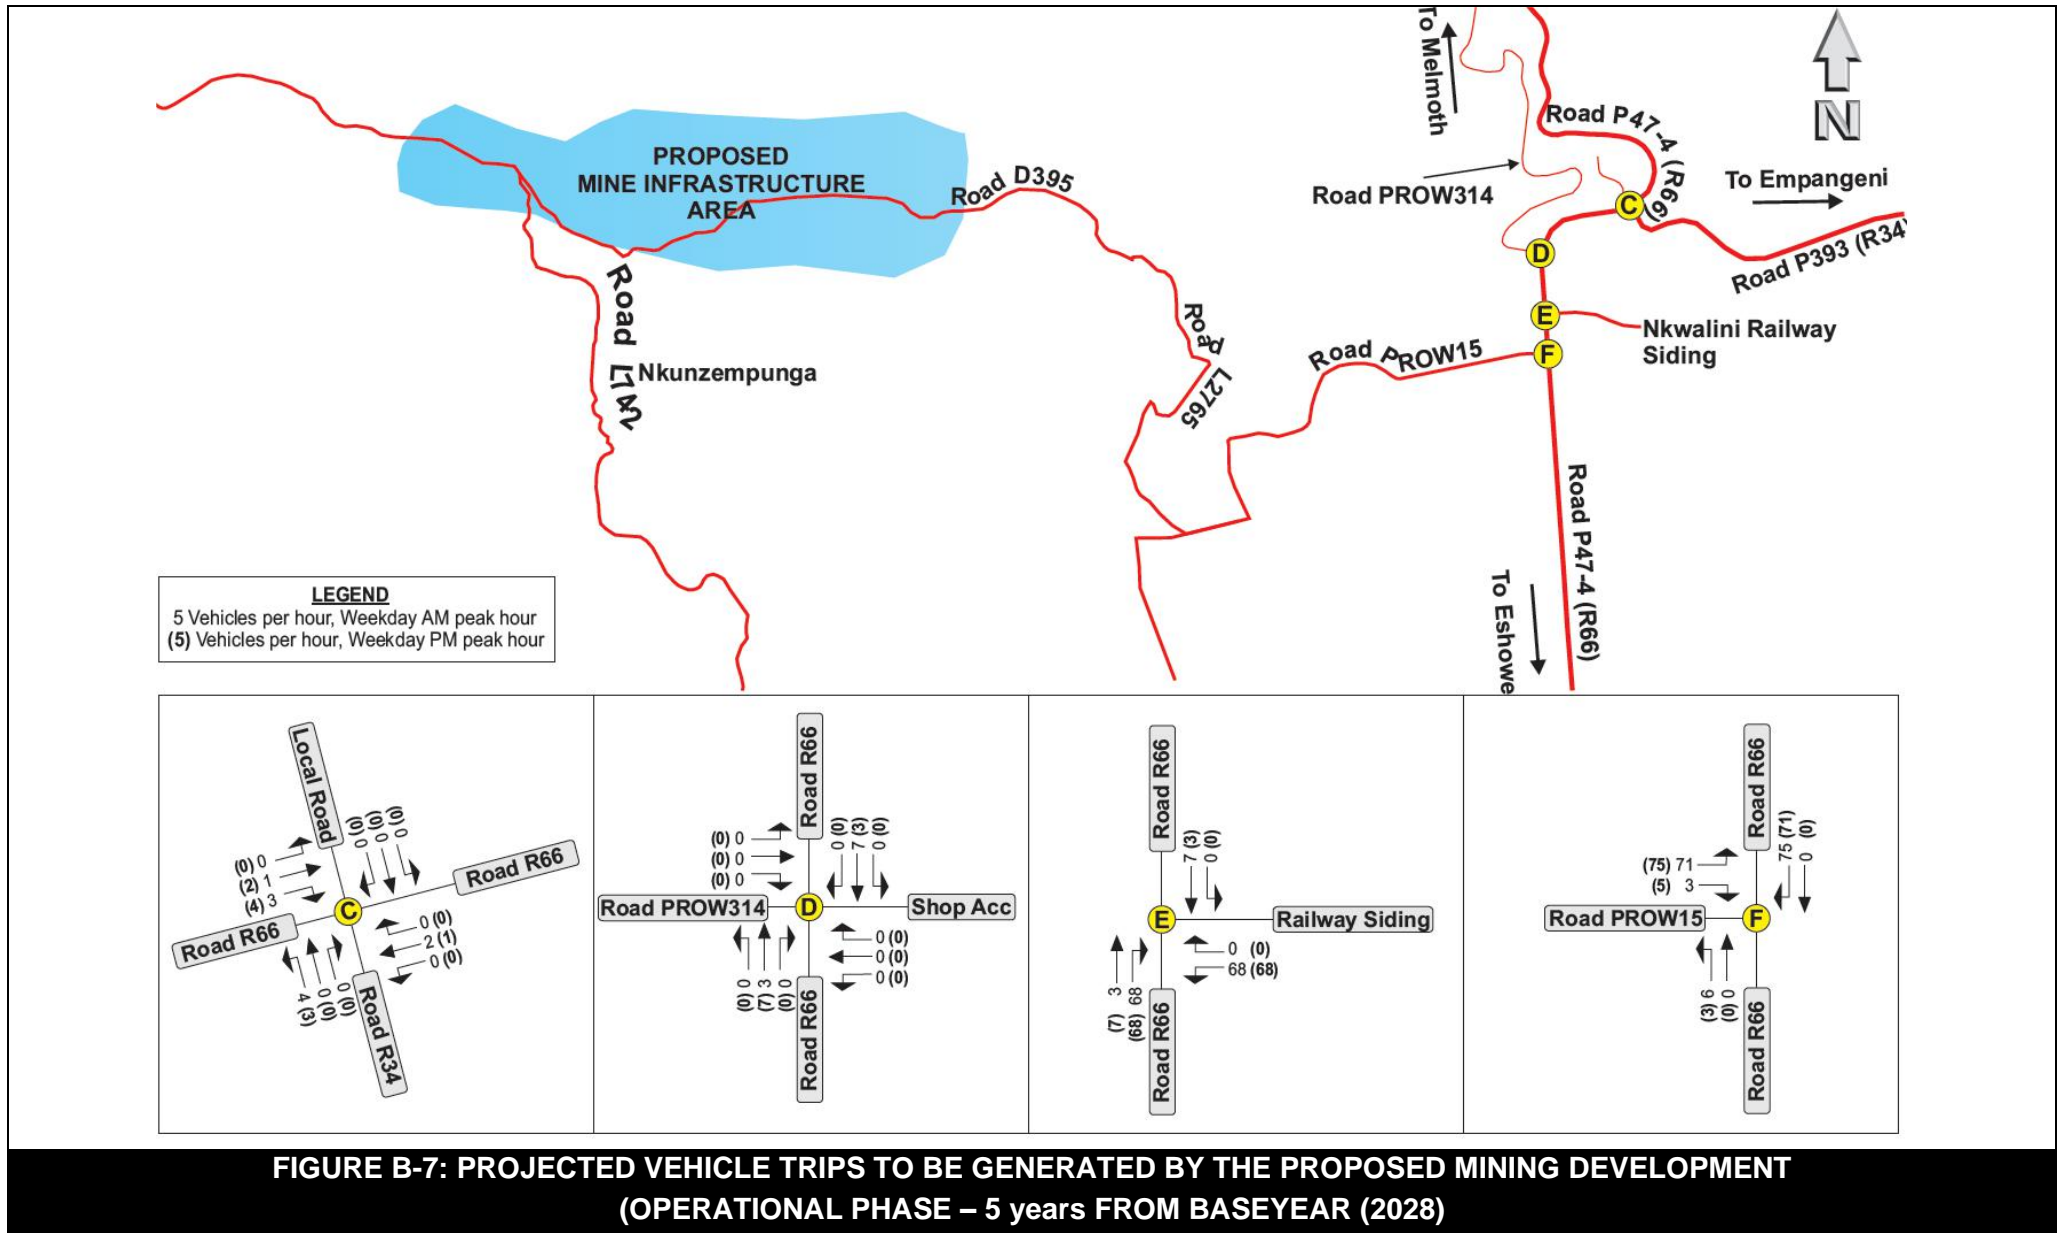 To Melmoth
Road P47-4 (R66)
N
To Empangeni
Road PROW314
Road P393 (R34)
C
D
E
F
Nkwalini Railway
Siding
PROPOSED
MINE INFRASTRUCTURE
AREA
Road D395
Road L2765
Road PROW15
Road L1742
Nkunzempunga
Road P47-4 (R66)
To Eshowe
LEGEND
5 Vehicles per hour, Weekday AM peak hour
(5) Vehicles per hour, Weekday PM peak hour
Local Road
(0) 0
(2) 1
(4) 3
(0) 0
(0) 0
(0) 0
Road R66
C
Road R66
0 (0)
2 (1)
0 (0)
4 (3)
0 (0)
0 (0)
Road R34
Road R66
(0) 0
(0) 0
(0) 0
0 (0)
7 (3)
0 (0)
Road PROW314
D
Shop Acc
(0) 0
(7) 3
(0) 0
0 (0)
0 (0)
0 (0)
Road R66
Road R66
7 (3)
0 (0)
E
Railway Siding
0 (0)
68 (68)
(7) 3
(68) 68
Road R66
Road R66
(75) 71
(5) 3
75 (71)
0 (0)
Road PROW15
F
(3) 6
(0) 0
Road R66
FIGURE B-7: PROJECTED VEHICLE TRIPS TO BE GENERATED BY THE PROPOSED MINING DEVELOPMENT
(OPERATIONAL PHASE – 5 years FROM BASEYEAR (2028)